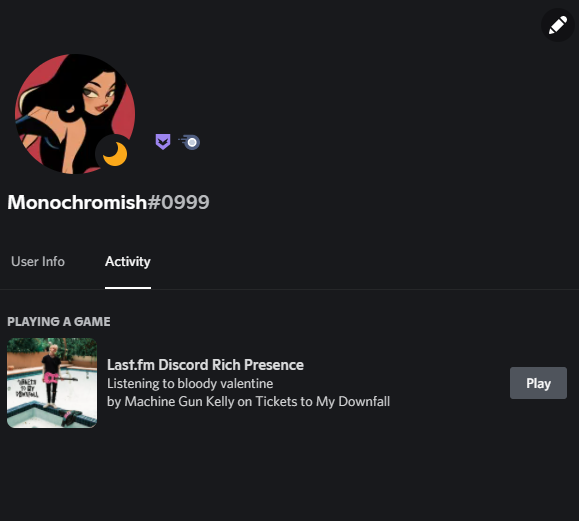 Monochromish#0999
User Info Activity
PLAYING A GAME
Last.fm Discord Rich Presence
Listening to bloody valentine
by Machine Gun Kelly on Tickets to My Downfall
Play
TICKETS
TO MY
DOWNFALL